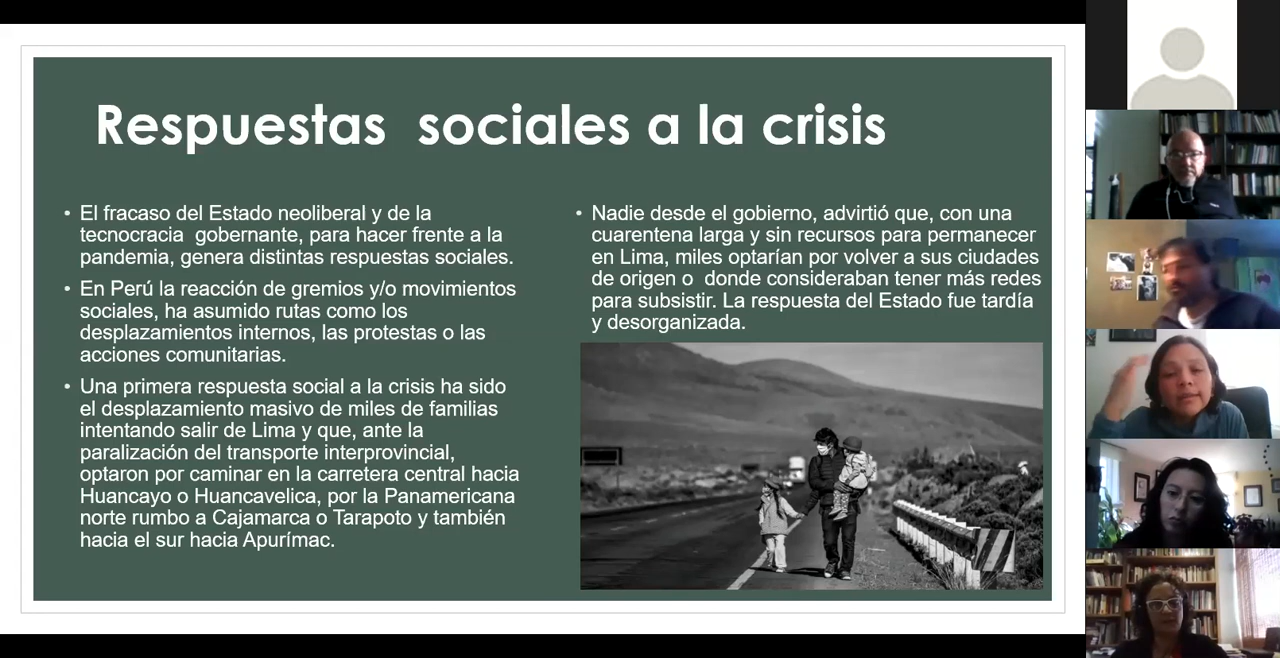 Respuestas  sociales a la crisis
• El fracaso del Estado neoliberal y de la
tecnocracia  gobernante, para hacer frente a la
pandemia, genera distintas respuestas sociales.
• En Perú la reacción de gremios y/o movimientos
sociales, ha asumido rutas como los
desplazamientos internos, las protestas o las
acciones comunitarias.
• Una primera respuesta social a la crisis ha sido
el desplazamiento masivo de miles de familias
intentando salir de Lima y que, ante la
paralización del transporte interprovincial,
optaron por caminar en la carretera central hacia
Huancayo o Huancavelica, por la Panamericana
norte rumbo a Cajamarca o Tarapoto y también
hacia el sur hacia Apurímac.
• Nadie desde el gobierno, advirtió que, con una
cuarentena larga y sin recursos para permanecer
en Lima, miles optarían por volver a sus ciudades
de origen o  donde consideraban tener más redes
para subsistir. La respuesta del Estado fue tardía
y desorganizada.